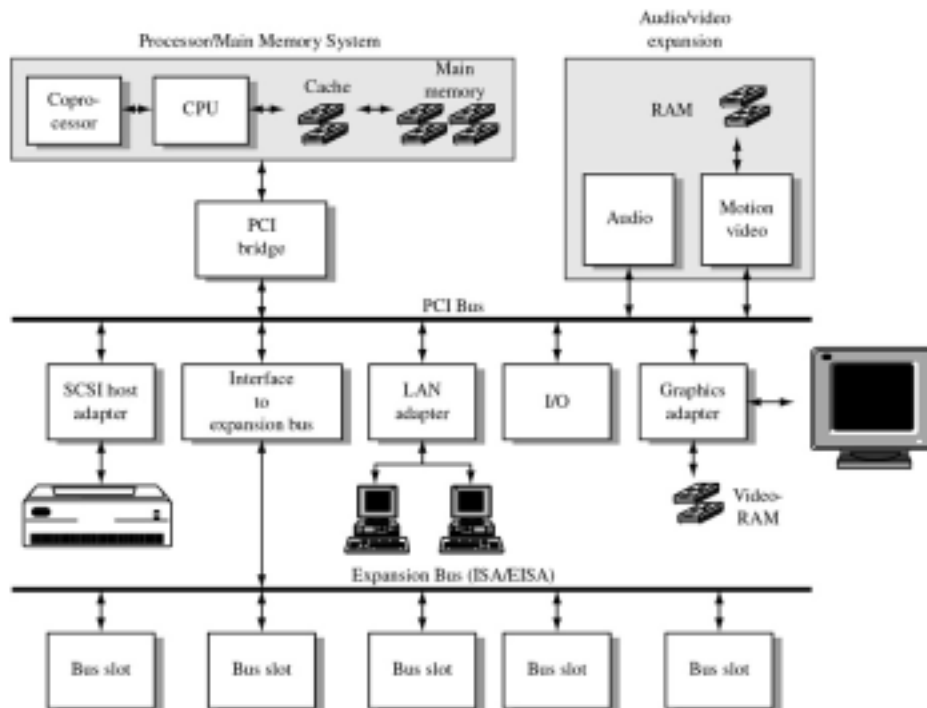 Processor/Main Memory System
Audio/video
expansion
Copro-
cessor
CPU
Cache
Main
memory
RAM
Audio
Motion
video
PCI
bridge
PCI Bus
SCSI host
adapter
Interface
to
expansion bus
LAN
adapter
I/O
Graphics
adapter
Video-
RAM
Expansion Bus (ISA/EISA)
Bus slot
Bus slot
Bus slot
Bus slot
Bus slot